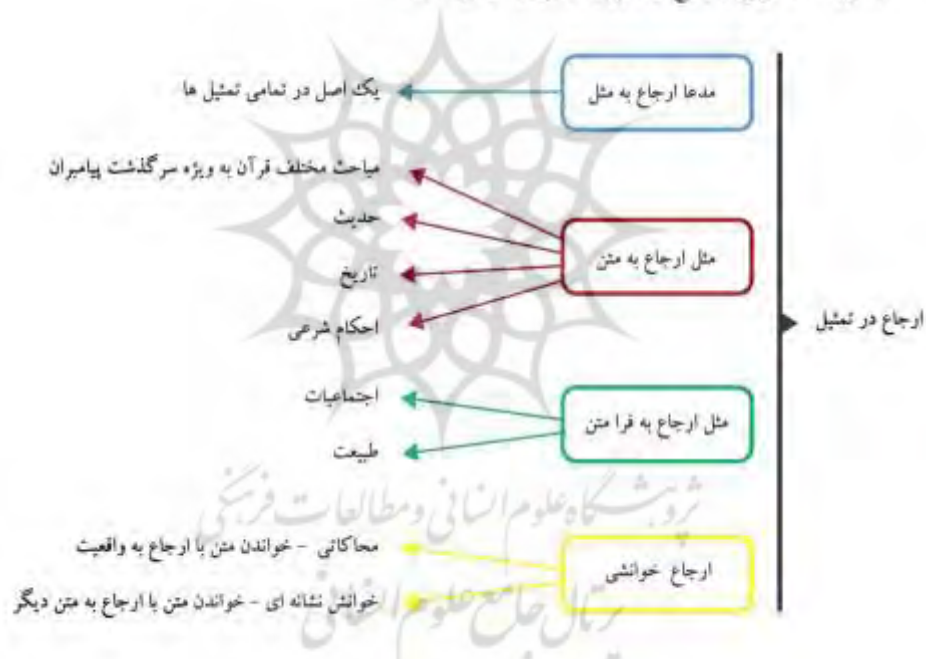 ارجاع در تمثیل
مدعا ارجاع به مثل
یک اصل در تمامی تمثیل ها
مثل ارجاع به متن
مباحث مختلف قرآن به ویژه سرگذشت پیامبران
حدیث
تاریخ
احکام شرعی
مثل ارجاع به فرا متن
اجتماعیات
طبیعت
ارجاع خوانشی
محاکاتی - خواندن متن با ارجاع به واقعیت
خوانش نشانه ای - خواندن متن با ارجاع به متن دیگر
پژوهشگاه علوم انسانی و مطالعات فرهنگی
پرتال جامع علوم انسانی